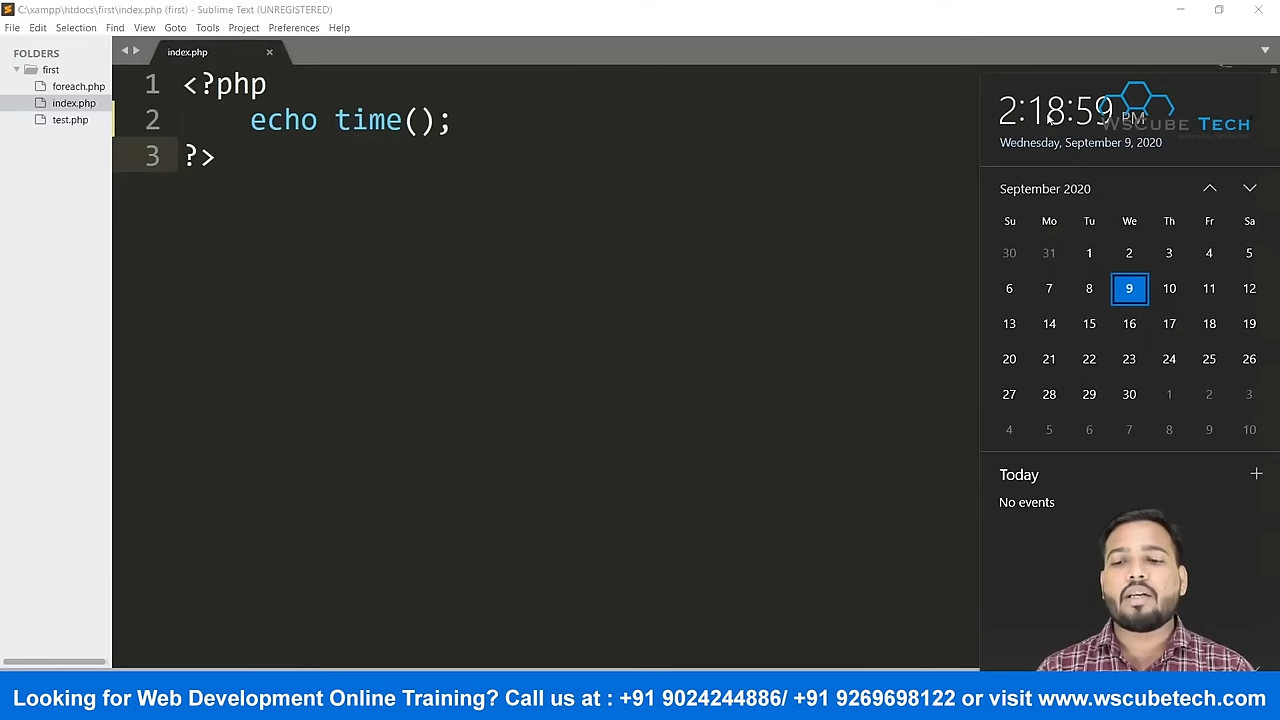 C:\xampp\htdocs\first\index.php (first) - Sublime Text (UNREGISTERED)
File Edit Selection Find View Goto Tools Project Preferences Help
FOLDERS
first
foreach.php
index.php
test.php
index.php
1 <?php
2 echo time();
3 ?>
2:18:59 PM
WSCUBE TECH
Wednesday, September 9, 2020
September 2020
Su Mo Tu We Th Fr Sa
30 31 1 2 3 4 5
6 7 8 9 10 11 12
13 14 15 16 17 18 19
20 21 22 23 24 25 26
27 28 29 30 1 2 3
4 5 6 7 8 9 10
Today
No events
Looking for Web Development Online Training? Call us at : +91 9024244886/ +91 9269698122 or visit www.wscubetech.com